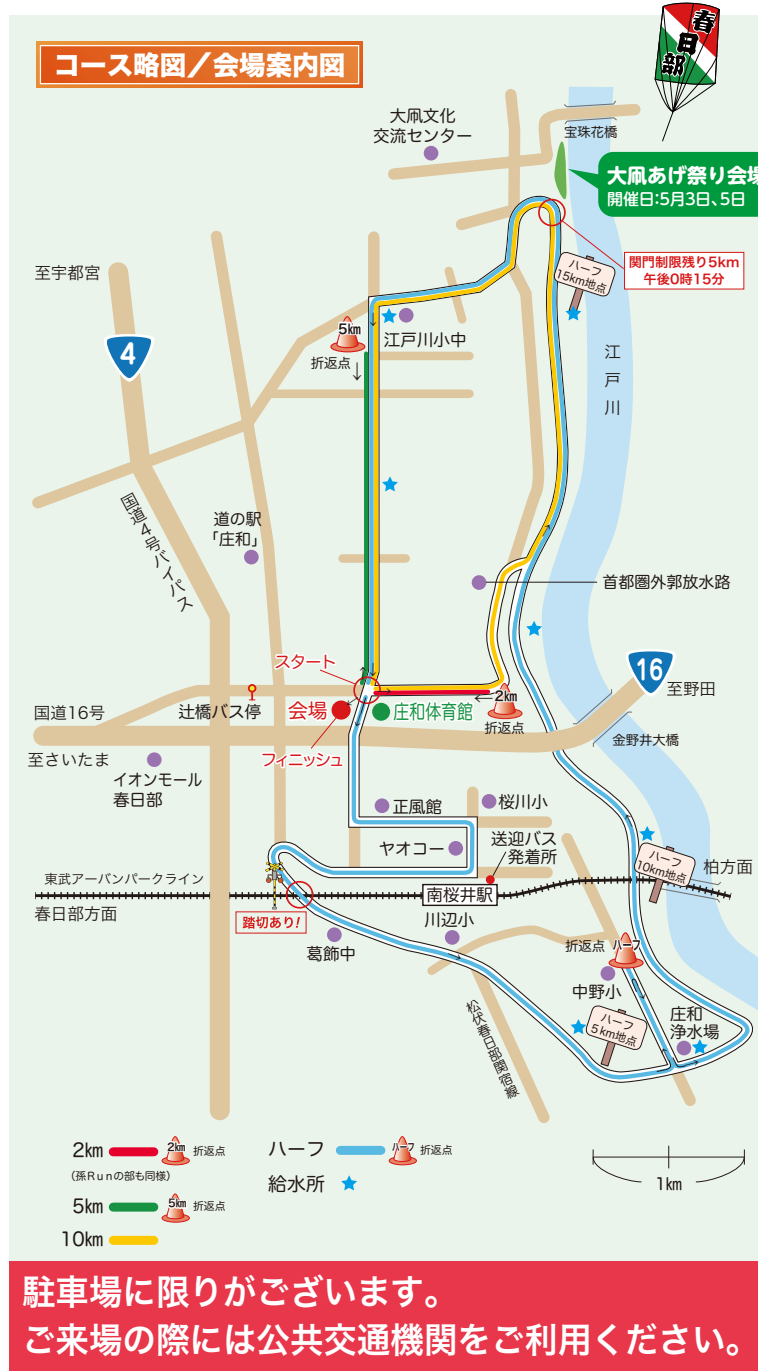 コース略図／会場案内図
春日部
大凧文化
交流センター
宝珠花橋
大凧あげ祭り会場
開催日:5月3日、5日
関門制限残り5km
午後0時15分
至宇都宮
ハーフ
15km地点
4
5km
折返点
江戸川小中
江戸川
国道4号バイパス
道の駅
「庄和」
首都圏外郭放水路
スタート
16
至野田
国道16号
辻橋バス停
会場
庄和体育館
2km
折返点
至さいたま
フィニッシュ
金野井大橋
イオンモール
春日部
正風館
桜川小
ヤオコー
送迎バス
発着所
ハーフ
10km地点
柏方面
東武アーバンパークライン
南桜井駅
春日部方面
踏切あり!
川辺小
葛飾中
折返点
ハーフ
中野小
松伏春日部関宿線
ハーフ
5km地点
庄和
浄水場
2km
2km
折返点
(孫Runの部も同様)
ハーフ
ハーフ
折返点
給水所
5km
5km
折返点
10km
1km
駐車場に限りがございます。
ご来場の際には公共交通機関をご利用ください。